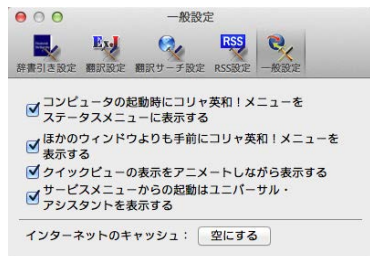 一般設定
辞書引き設定 翻訳設定 翻訳サーチ設定 RSS設定 一般設定
コンピュータの起動時にコリャ英和！メニューを
ステータスメニューに表示する
ほかのウィンドウよりも手前にコリャ英和！メニューを
表示する
クイックビューの表示をアニメートしながら表示する
サービスメニューからの起動はユニバーサル・
アシスタントを表示する
インターネットのキャッシュ： 空にする